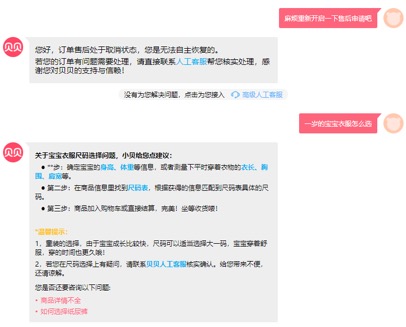 麻烦重新开启一下售后申请吧
贝贝
您好，订单售后处于取消状态，您是无法自主恢复的。
若您的订单有问题需要处理，请直接联系人工客服帮您核实处理，感
谢您对贝贝的支持与信赖！
没有为您解决问题，点击为您接入 高级人工客服
一岁的宝宝衣服怎么选
贝贝
关于宝宝衣服尺码选择问题，小贝给您点建议：
● **步：确定宝宝的身高、体重等信息，或者测量下平时穿着衣物的衣长、胸
围、肩宽等。
● 第二步：在商品信息里找到尺码表，根据获得的信息匹配到尺码表具体的尺
码。
● 第三步：商品加入购物车或直接结算，完美！坐等收货喽！
*温馨提示：
1，童装的选择，由于宝宝成长比较快，尺码可以适当选择大一码，宝宝穿着舒
服，穿的时间也更久哦！
2，若您在尺码选择上有疑问，请联系贝贝人工客服核实确认。给您带来不便，
还请谅解。
您是否还要咨询以下问题:
• 商品详情不全
• 如何选择纸尿裤